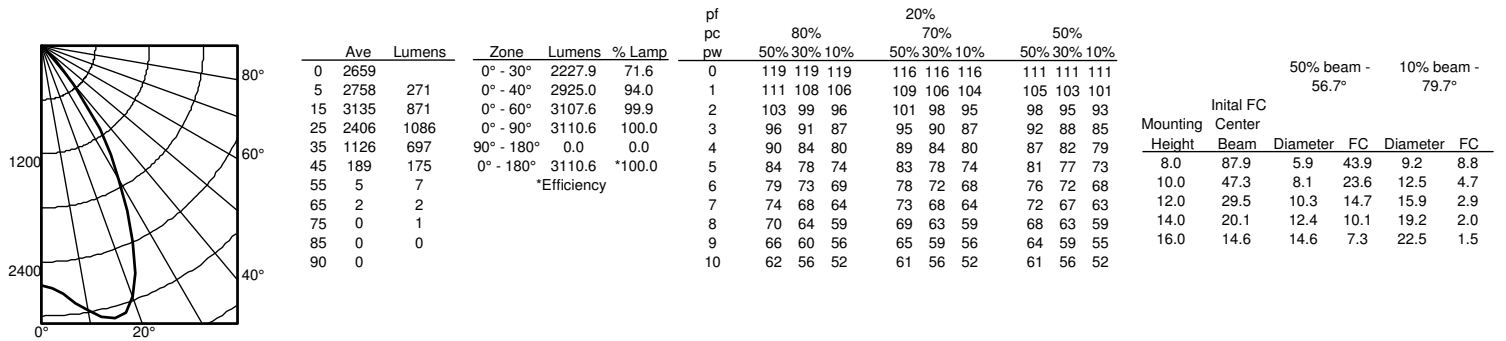 80°
60°
40°
1200
2400
0° 20°
Ave Lumens
0 2659
5 2758 271
15 3135 871
25 2406 1086
35 1126 697
45 189 175
55 5 7
65 2 2
75 0 1
85 0 0
90 0
Zone Lumens % Lamp
0° - 30° 2227.9 71.6
0° - 40° 2925.0 94.0
0° - 60° 3107.6 99.9
0° - 90° 3110.6 100.0
90° - 180° 0.0 0.0
0° - 180° 3110.6 *100.0
*Efficiency
pf 20%
pc 80% 70% 50%
pw 50% 30% 10% 50% 30% 10% 50% 30% 10%
0 119 119 119 116 116 116 111 111 111
1 111 108 106 109 106 104 105 103 101
2 103 99 96 101 98 95 98 95 93
3 96 91 87 95 90 87 92 88 85
4 90 84 80 89 84 80 87 82 79
5 84 78 74 83 78 74 81 77 73
6 79 73 69 78 72 68 76 72 68
7 74 68 64 73 68 64 72 67 63
8 70 64 59 69 63 59 68 63 59
9 66 60 56 65 59 56 64 59 55
10 62 56 52 61 56 52 61 56 52
50% beam - 10% beam -
56.7° 79.7°
Inital FC
Mounting Center
Height Beam Diameter FC Diameter FC
8.0 87.9 5.9 43.9 9.2 8.8
10.0 47.3 8.1 23.6 12.5 4.7
12.0 29.5 10.3 14.7 15.9 2.9
14.0 20.1 12.4 10.1 19.2 2.0
16.0 14.6 14.6 7.3 22.5 1.5